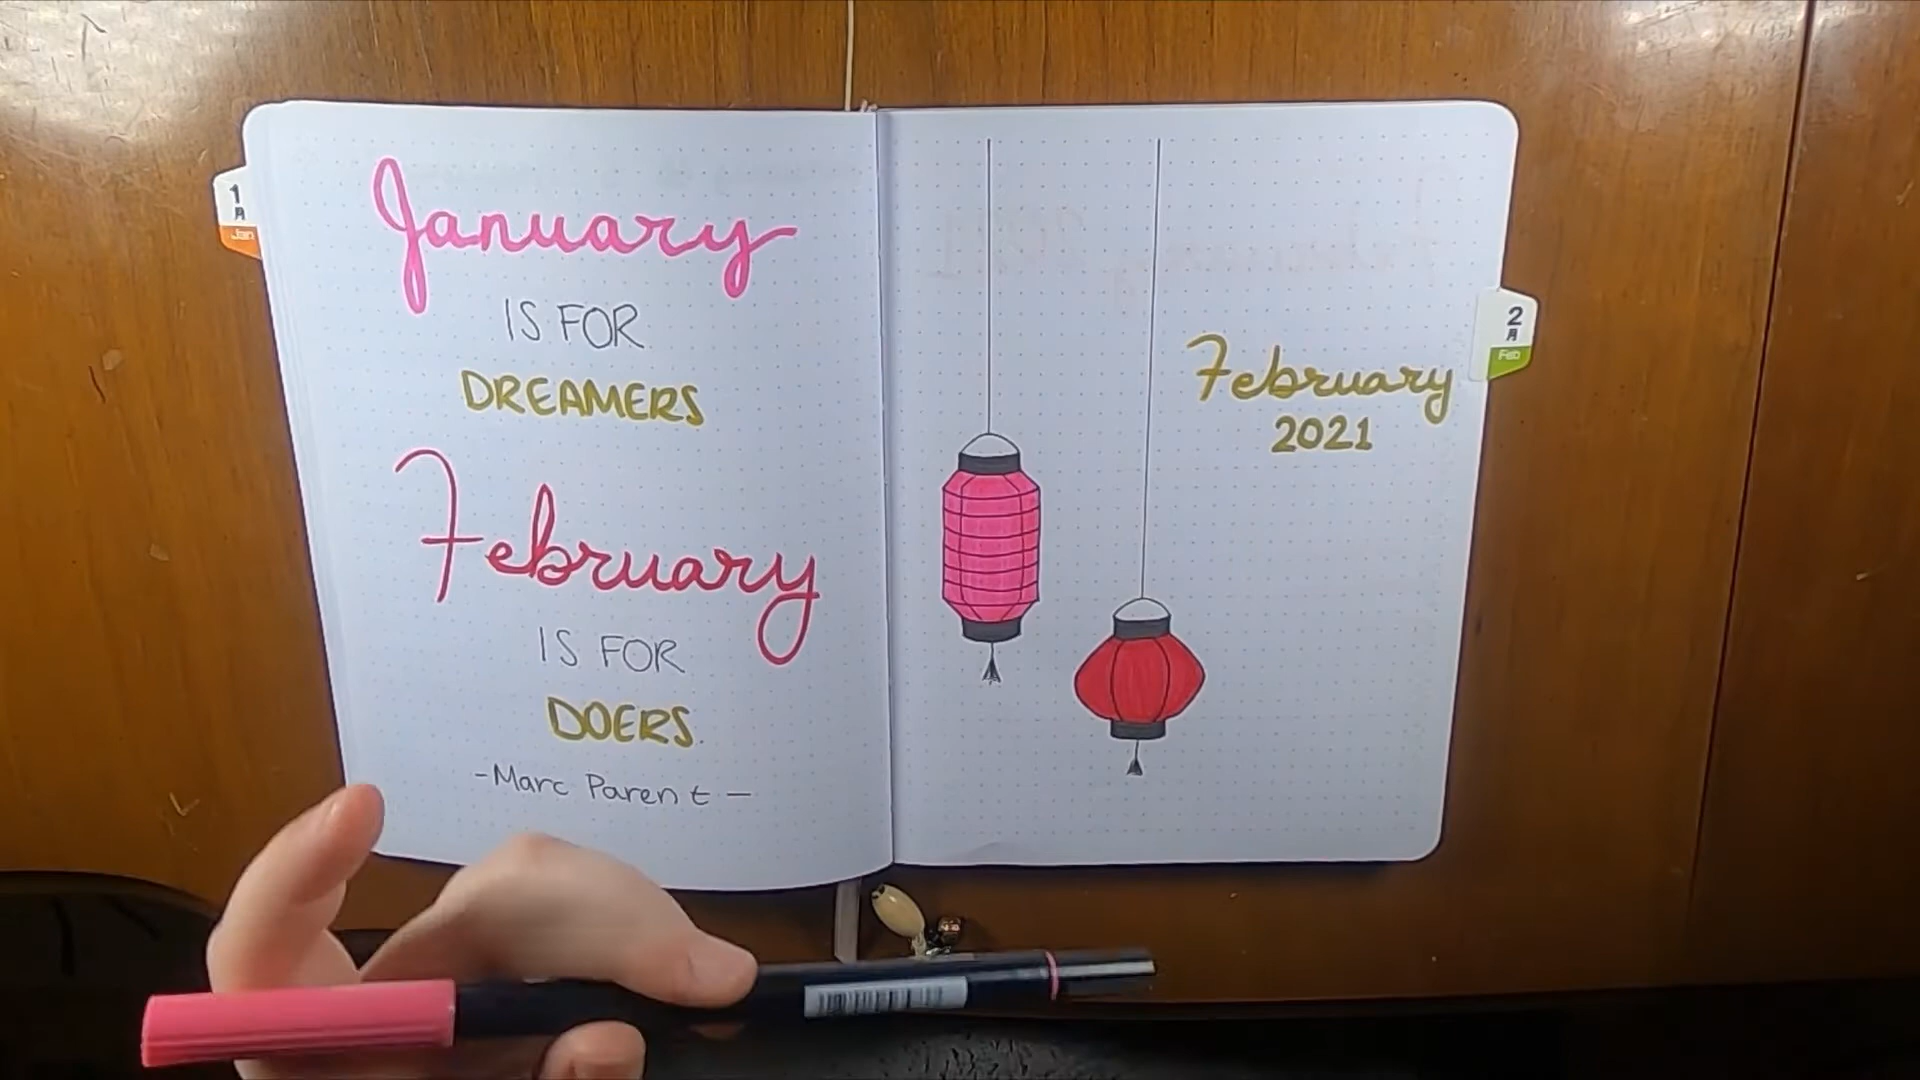 1
月
Jan
January
IS FOR
DREAMERS
February
IS FOR
DOERS.
-Marc Parent-
February
2021
2
月
Feb